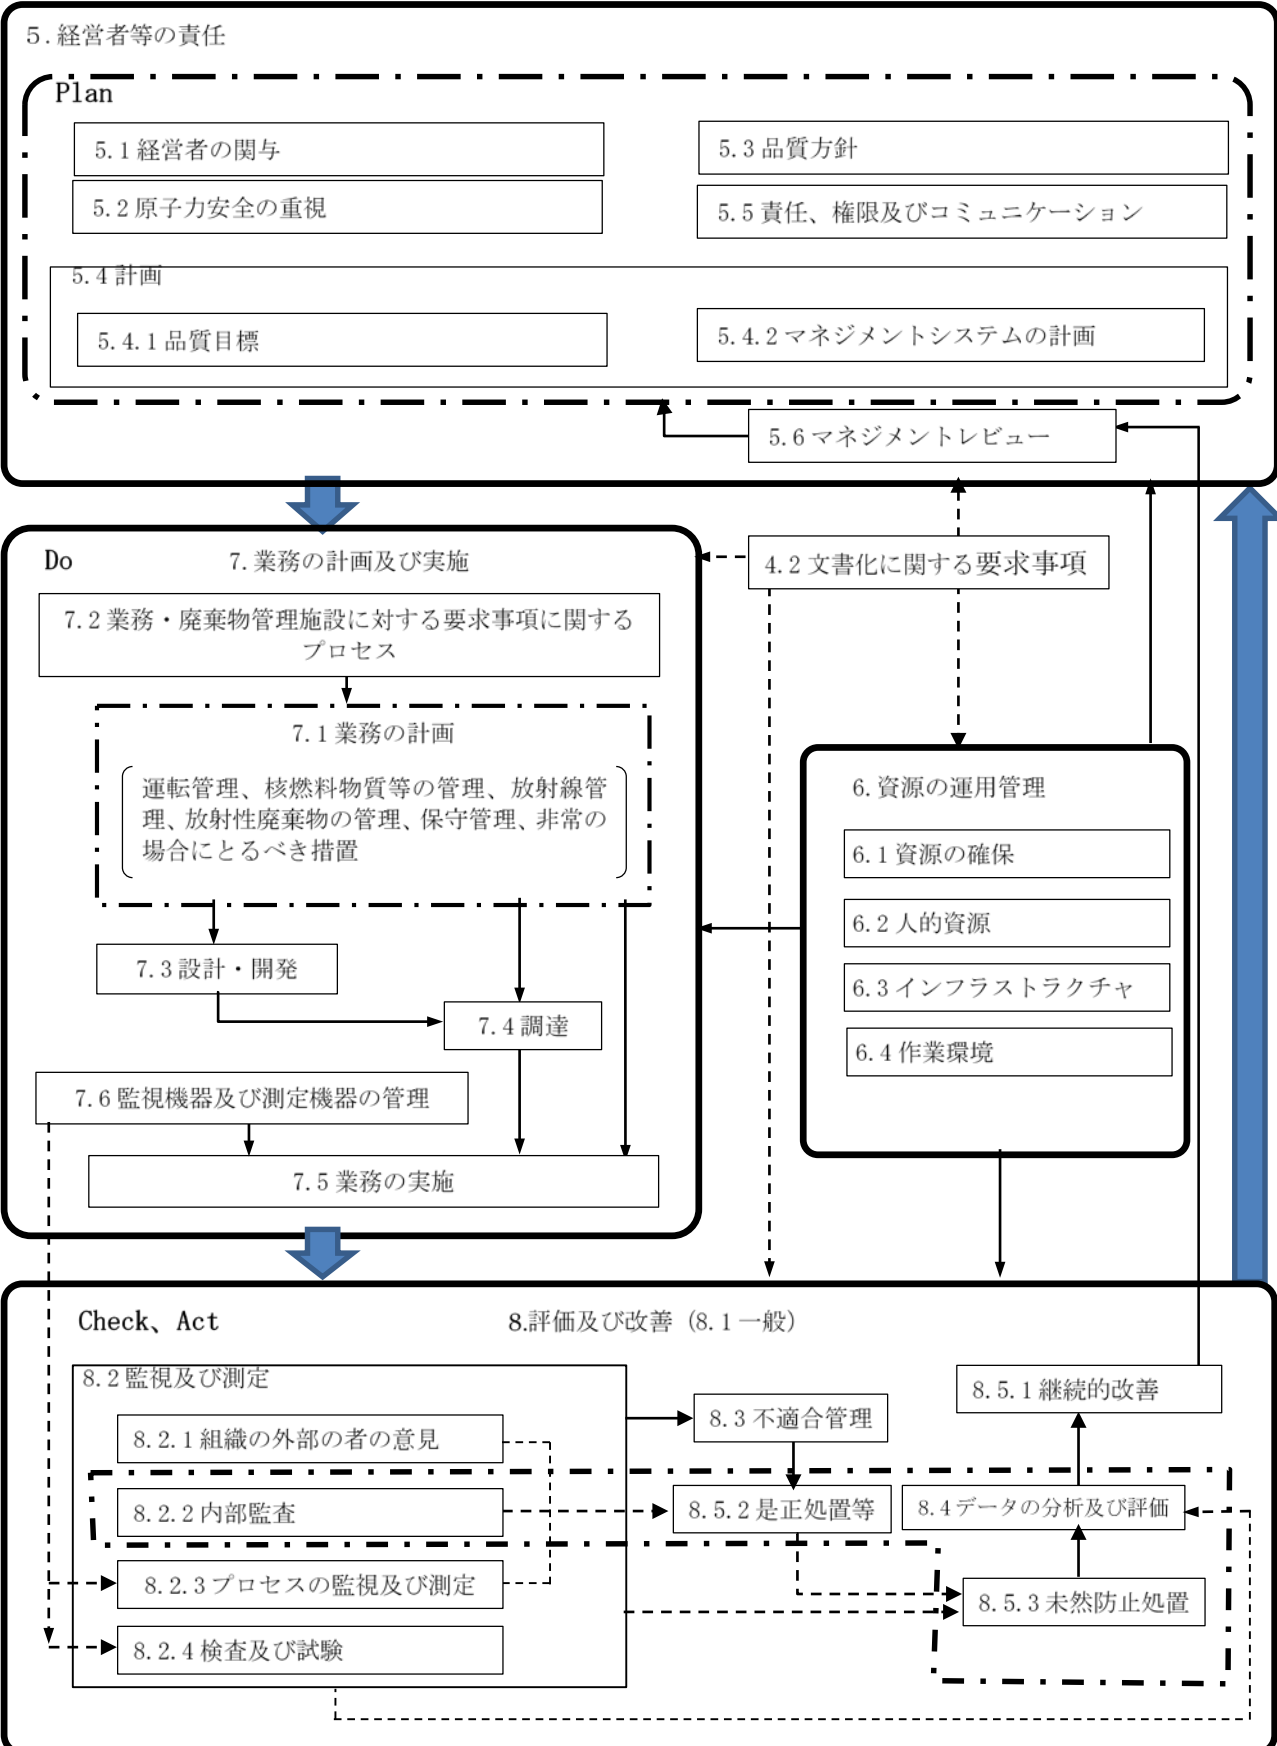 5.経営者等の責任
Plan
5.1経営者の関与
5.3品質方針
5.2原子力安全の重視
5.5責任、権限及びコミュニケーション
5.4計画
5.4.1品質目標
5.4.2マネジメントシステムの計画
5.6マネジメントレビュー
Do
7.業務の計画及び実施
4.2文書化に関する要求事項
7.2業務・廃棄物管理施設に対する要求事項に関する
プロセス
7.1業務の計画
運転管理、核燃料物質等の管理、放射線管
理、放射性廃棄物の管理、保守管理、非常の
場合にとるべき措置
6.資源の運用管理
6.1資源の確保
6.2人的資源
6.3インフラストラクチャ
6.4作業環境
7.3設計・開発
7.4調達
7.6監視機器及び測定機器の管理
7.5業務の実施
Check、Act
8.評価及び改善（8.1一般）
8.2監視及び測定
8.2.1組織の外部の者の意見
8.2.2内部監査
8.2.3プロセスの監視及び測定
8.2.4検査及び試験
8.3不適合管理
8.5.2是正処置等
8.5.1継続的改善
8.4データの分析及び評価
8.5.3未然防止処置